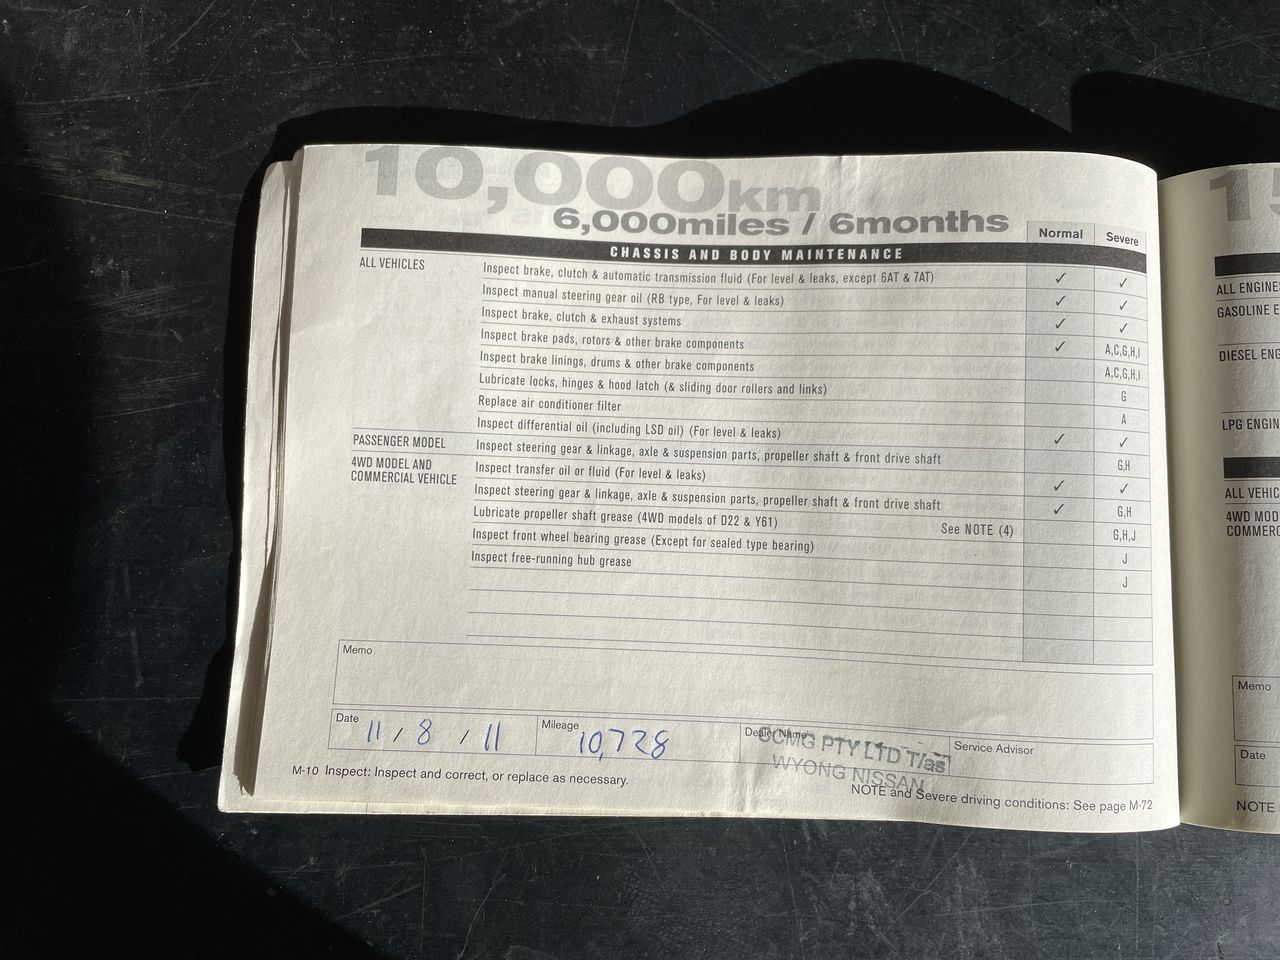 10,000km
6,000miles / 6months
Normal Severe
CHASSIS AND BODY MAINTENANCE
ALL VEHICLES Inspect brake, clutch & automatic transmission fluid (For level & leaks, except 6AT & 7AT) ✓ ✓
Inspect manual steering gear oil (RB type, For level & leaks) ✓ ✓
Inspect brake, clutch & exhaust systems ✓ ✓
Inspect brake pads, rotors & other brake components ✓ A,C,G,H,I
Inspect brake linings, drums & other brake components A,C,G,H,I
Lubricate locks, hinges & hood latch (& sliding door rollers and links) G
Replace air conditioner filter A
Inspect differential oil (including LSD oil) (For level & leaks) ✓ ✓
PASSENGER MODEL Inspect steering gear & linkage, axle & suspension parts, propeller shaft & front drive shaft G,H
4WD MODEL AND Inspect transfer oil or fluid (For level & leaks) ✓ ✓
COMMERCIAL VEHICLE Inspect steering gear & linkage, axle & suspension parts, propeller shaft & front drive shaft ✓ G,H
Lubricate propeller shaft grease (4WD models of D22 & Y61) See NOTE (4) G,H,J
Inspect front wheel bearing grease (Except for sealed type bearing) J
Inspect free-running hub grease J
Memo
Date 11 / 8 / 11 Mileage 10,728 Dealer Name Service Advisor
SCMG PTY LTD T/as
WYONG NISSAN
M-10 Inspect: Inspect and correct, or replace as necessary.
NOTE and Severe driving conditions: See page M-72
15
ALL ENGINES
GASOLINE E
DIESEL ENG
LPG ENGIN
ALL VEHIC
4WD MOD
COMMERC
Memo
Date
NOTE